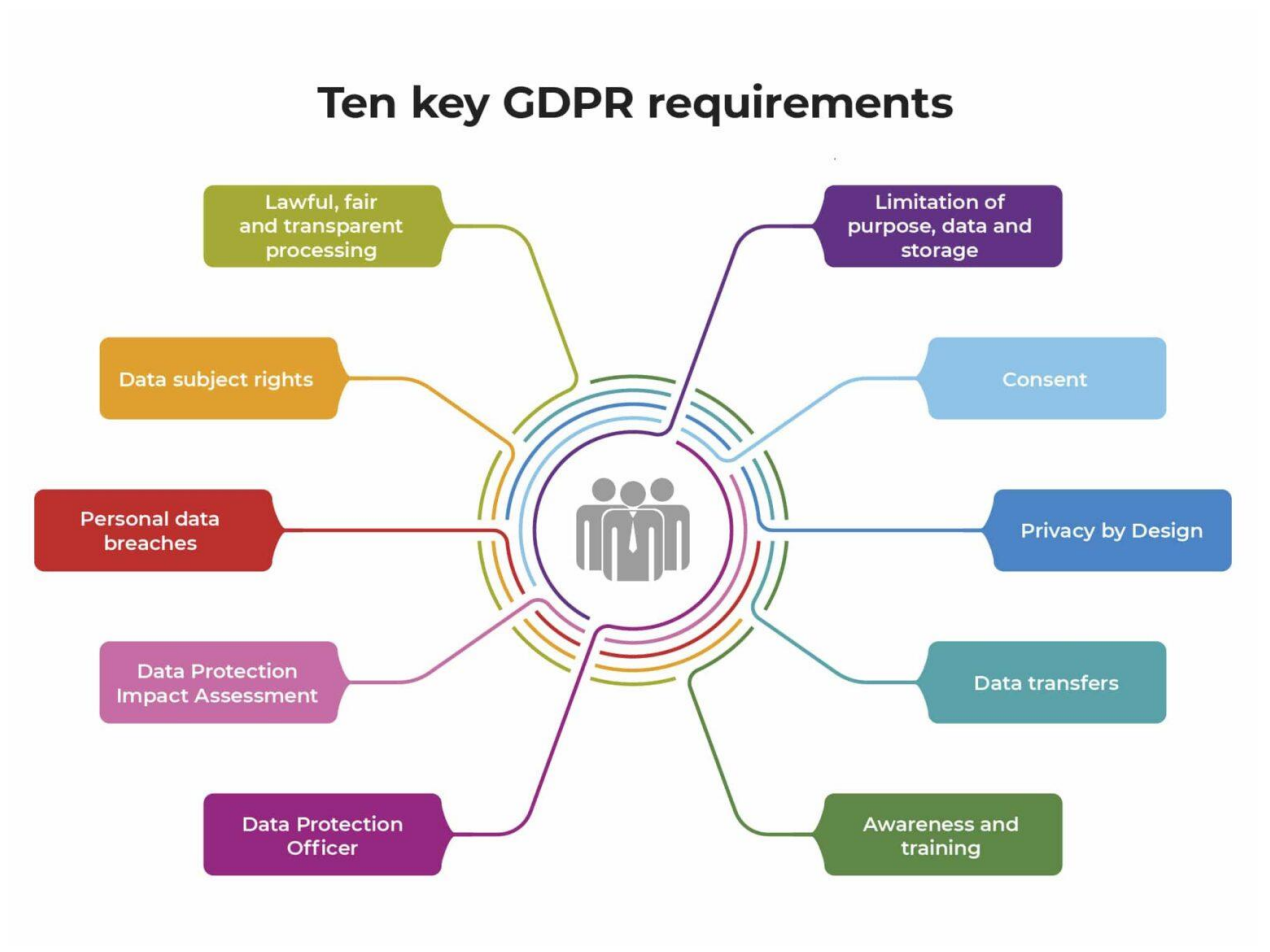 Ten key GDPR requirements
Lawful, fair
and transparent
processing
Limitation of
purpose, data and
storage
Data subject rights
Consent
Personal data
breaches
Privacy by Design
Data Protection
Impact Assessment
Data transfers
Data Protection
Officer
Awareness and
training